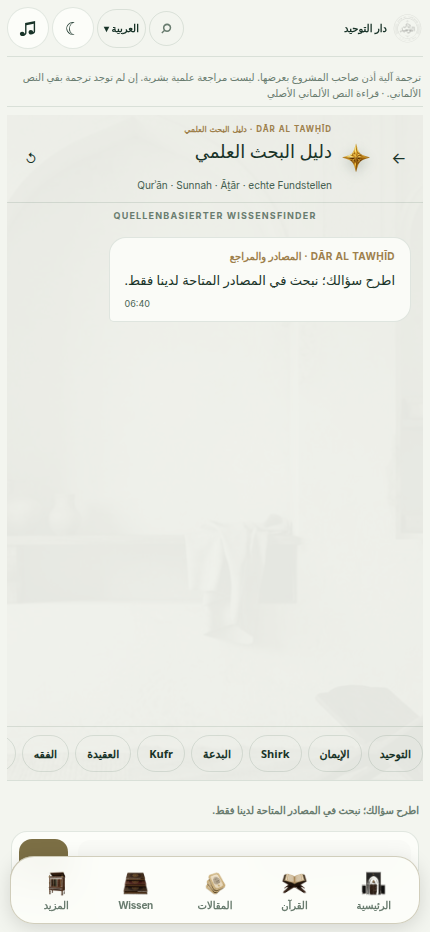 دار التوحيد
العربية ▾
ترجمة آلية أذن صاحب المشروع بعرضها. ليست مراجعة علمية بشرية. إن لم توجد ترجمة بقي النص
الألماني. · قراءة النص الألماني الأصلي
DĀR AL TAWḤĪD · دليل البحث العلمي
دليل البحث العلمي
Qurʾān · Sunnah · Āṯār · echte Fundstellen
QUELLENBASIERTER WISSENSFINDER
DĀR AL TAWḤĪD · المصادر والمراجع
اطرح سؤالك؛ نبحث في المصادر المتاحة لدينا فقط.
06:40
التوحيد
الإيمان
Shirk
البدعة
Kufr
العقيدة
الفقه
اطرح سؤالك؛ نبحث في المصادر المتاحة لدينا فقط.
الرئيسية
القرآن
المقالات
Wissen
المزيد